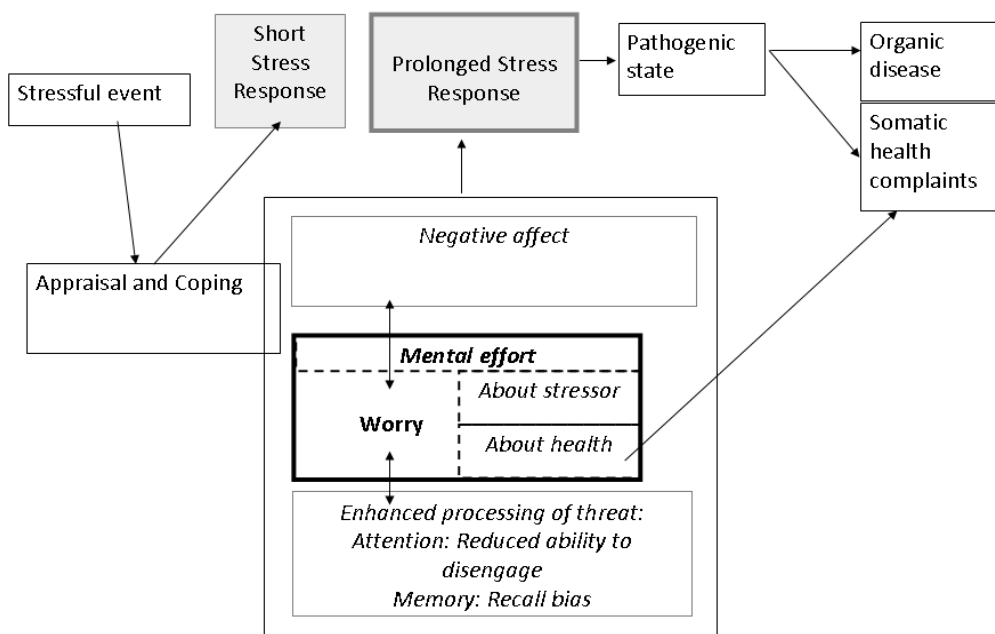 Short
Stress
Response
Prolonged Stress
Response
Pathogenic
state
Organic
disease
Stressful event
Somatic
health
complaints
Appraisal and Coping
Negative affect
Mental effort
About stressor
Worry
About health
Enhanced processing of threat:
Attention: Reduced ability to
disengage
Memory: Recall bias